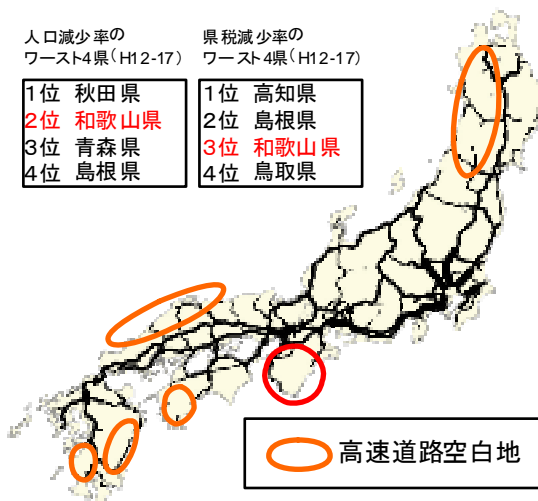 人口減少率の
ワースト4県(H12-17)
1位 秋田県
2位 和歌山県
3位 青森県
4位 島根県
県税減少率の
ワースト4県(H12-17)
1位 高知県
2位 島根県
3位 和歌山県
4位 鳥取県
高速道路空白地